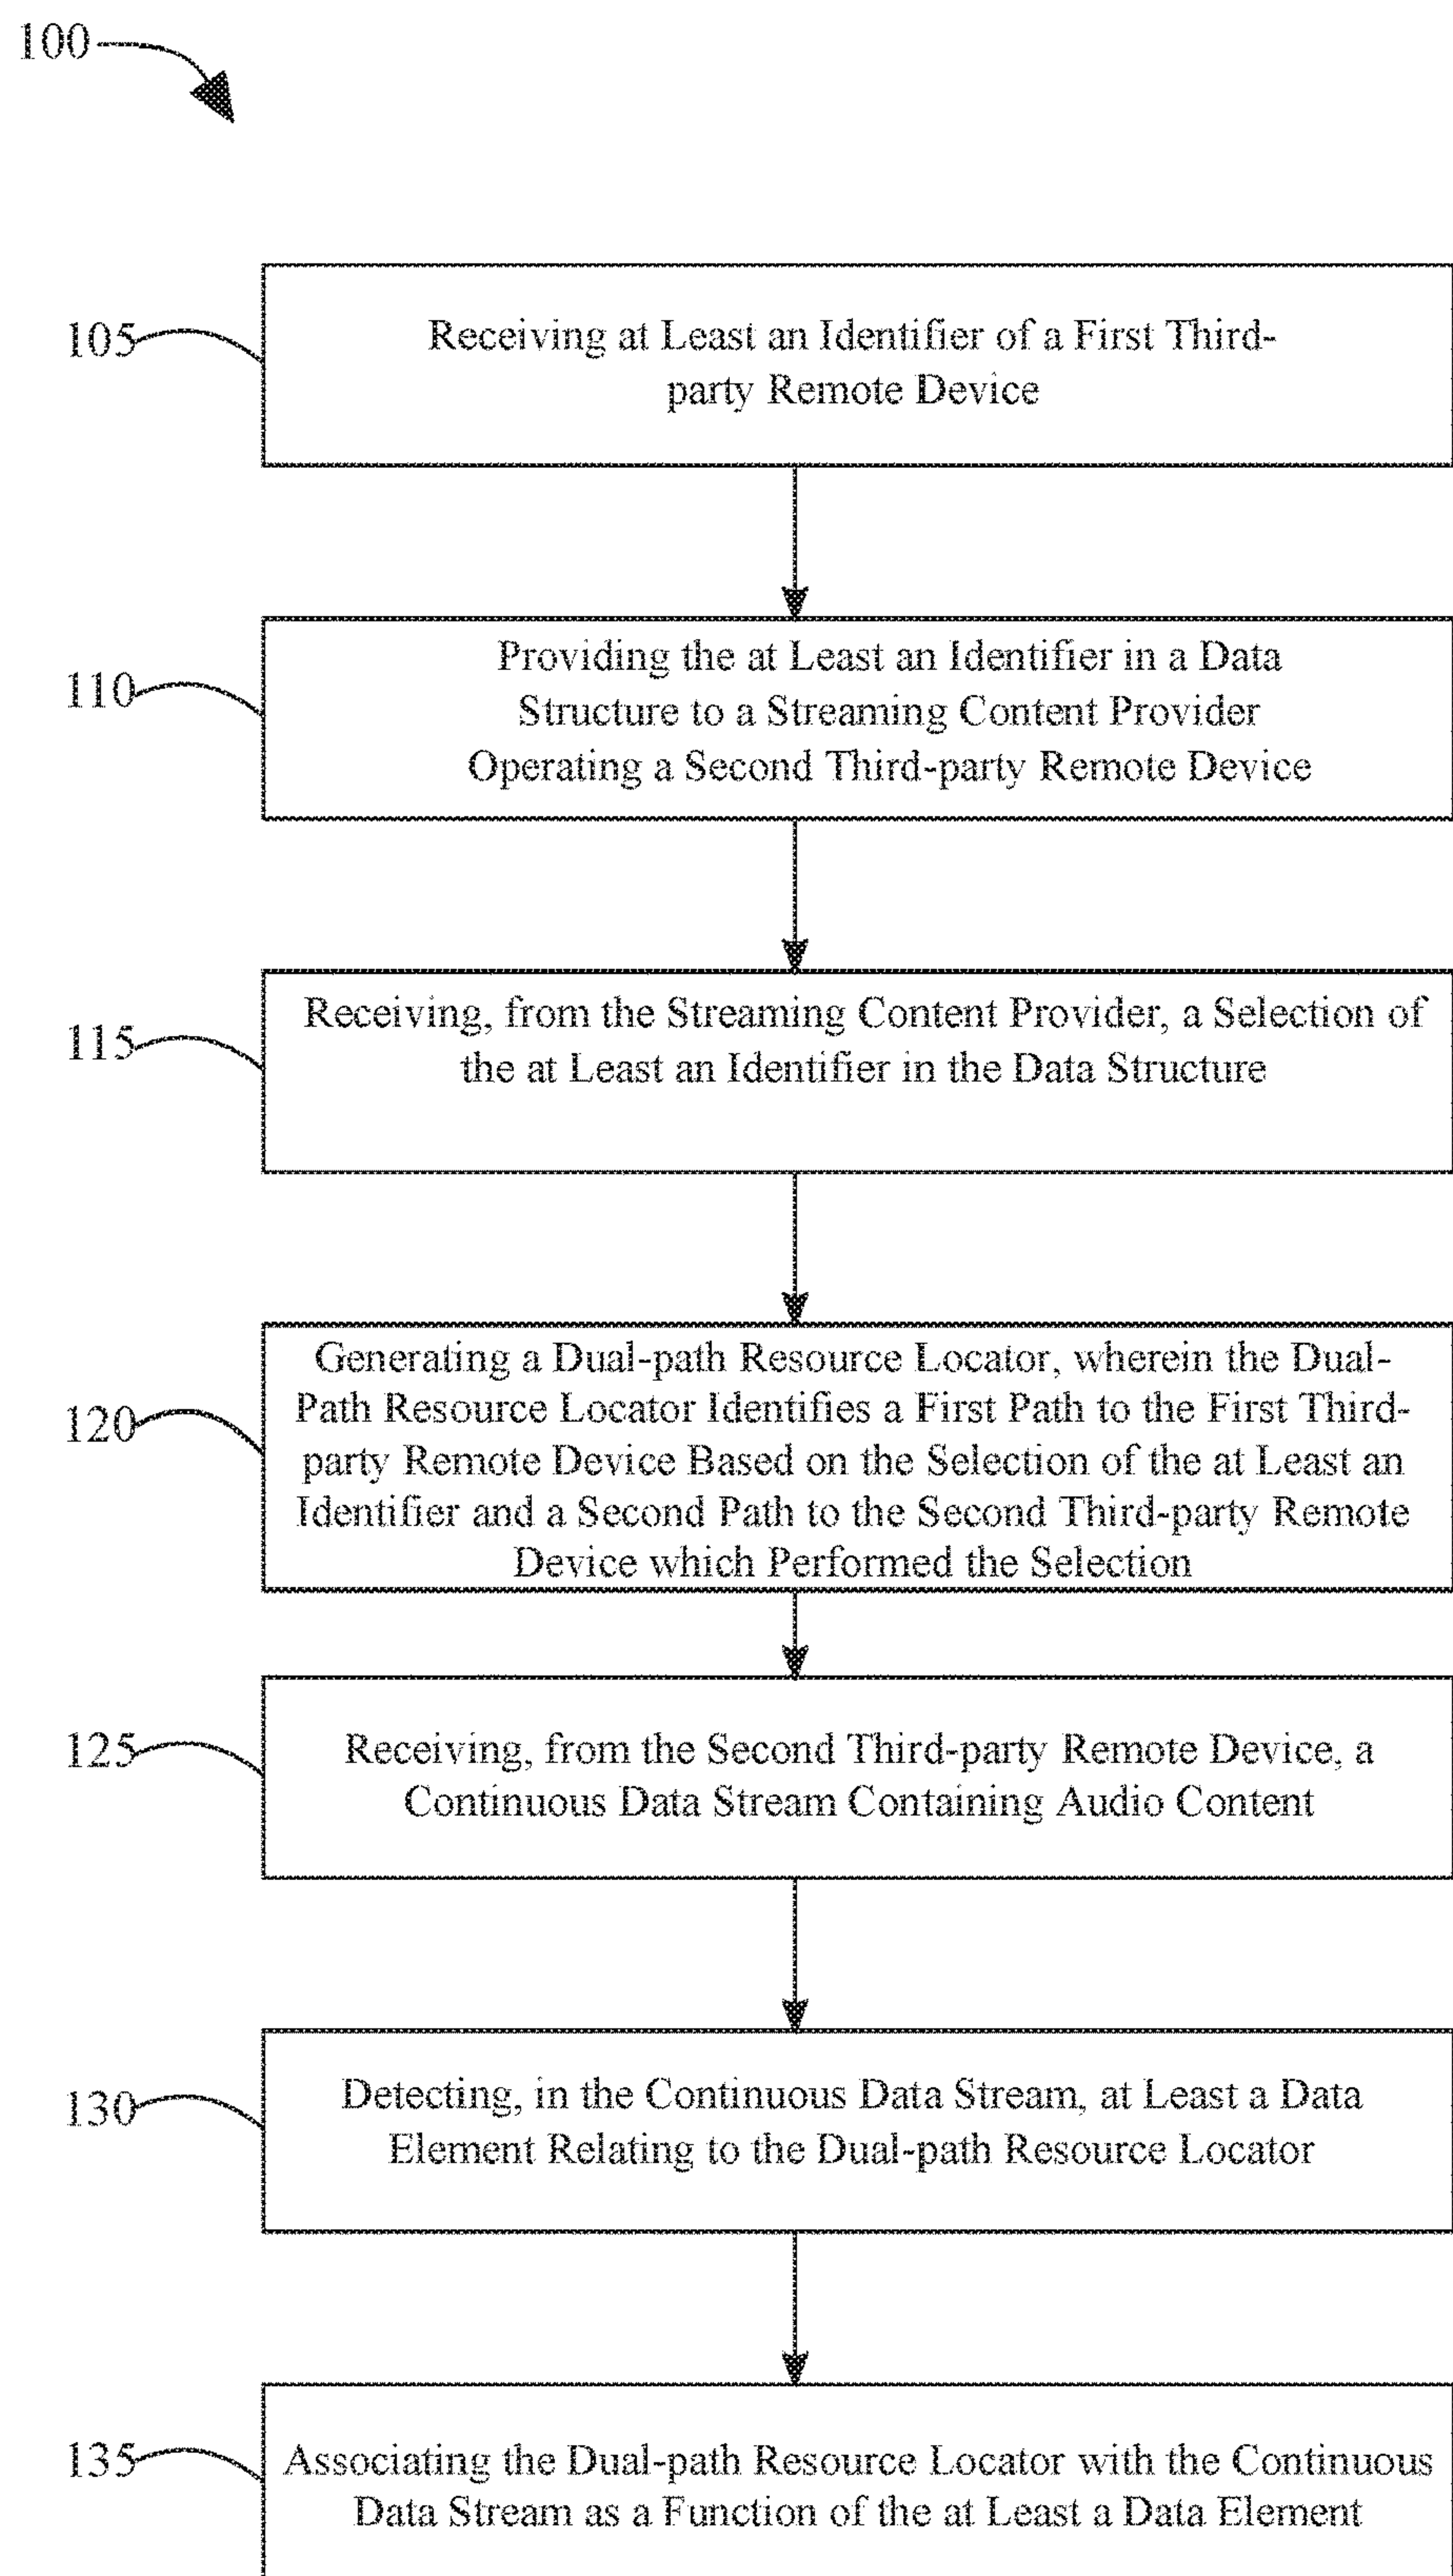 100
105
Receiving at Least an Identifier of a First Third-
party Remote Device
110
Providing the at Least an Identifier in a Data
Structure to a Streaming Content Provider
Operating a Second Third-party Remote Device
115
Receiving, from the Streaming Content Provider, a Selection of
the at Least an Identifier in the Data Structure
120
Generating a Dual-path Resource Locator, wherein the Dual-
Path Resource Locator Identifies a First Path to the First Third-
party Remote Device Based on the Selection of the at Least an
Identifier and a Second Path to the Second Third-party Remote
Device which Performed the Selection
125
Receiving, from the Second Third-party Remote Device, a
Continuous Data Stream Containing Audio Content
130
Detecting, in the Continuous Data Stream, at Least a Data
Element Relating to the Dual-path Resource Locator
135
Associating the Dual-path Resource Locator with the Continuous
Data Stream as a Function of the at Least a Data Element